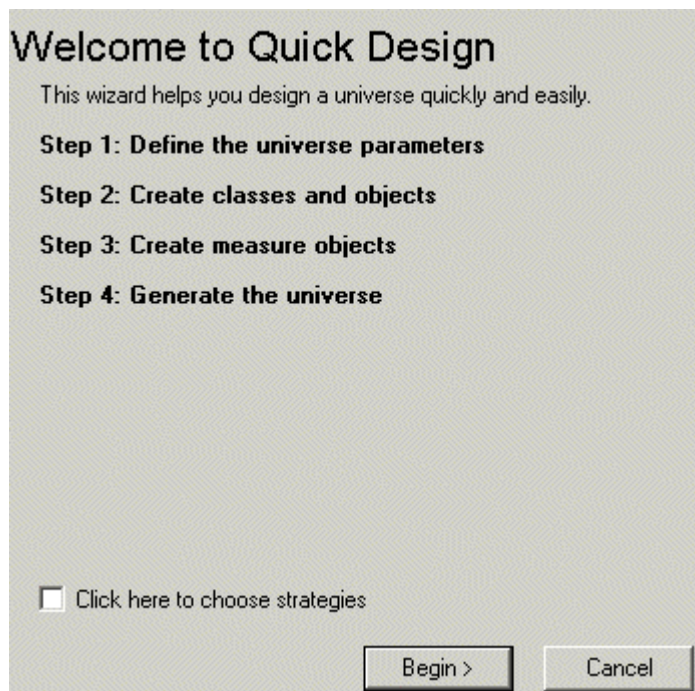 Welcome to Quick Design
This wizard helps you design a universe quickly and easily.
Step 1: Define the universe parameters
Step 2: Create classes and objects
Step 3: Create measure objects
Step 4: Generate the universe
Click here to choose strategies
Begin >
Cancel